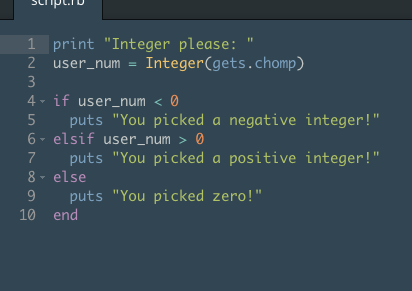 script.rb
1 print "Integer please: "
2 user_num = Integer(gets.chomp)
3
4 if user_num < 0
5   puts "You picked a negative integer!"
6 elsif user_num > 0
7   puts "You picked a positive integer!"
8 else
9   puts "You picked zero!"
10 end